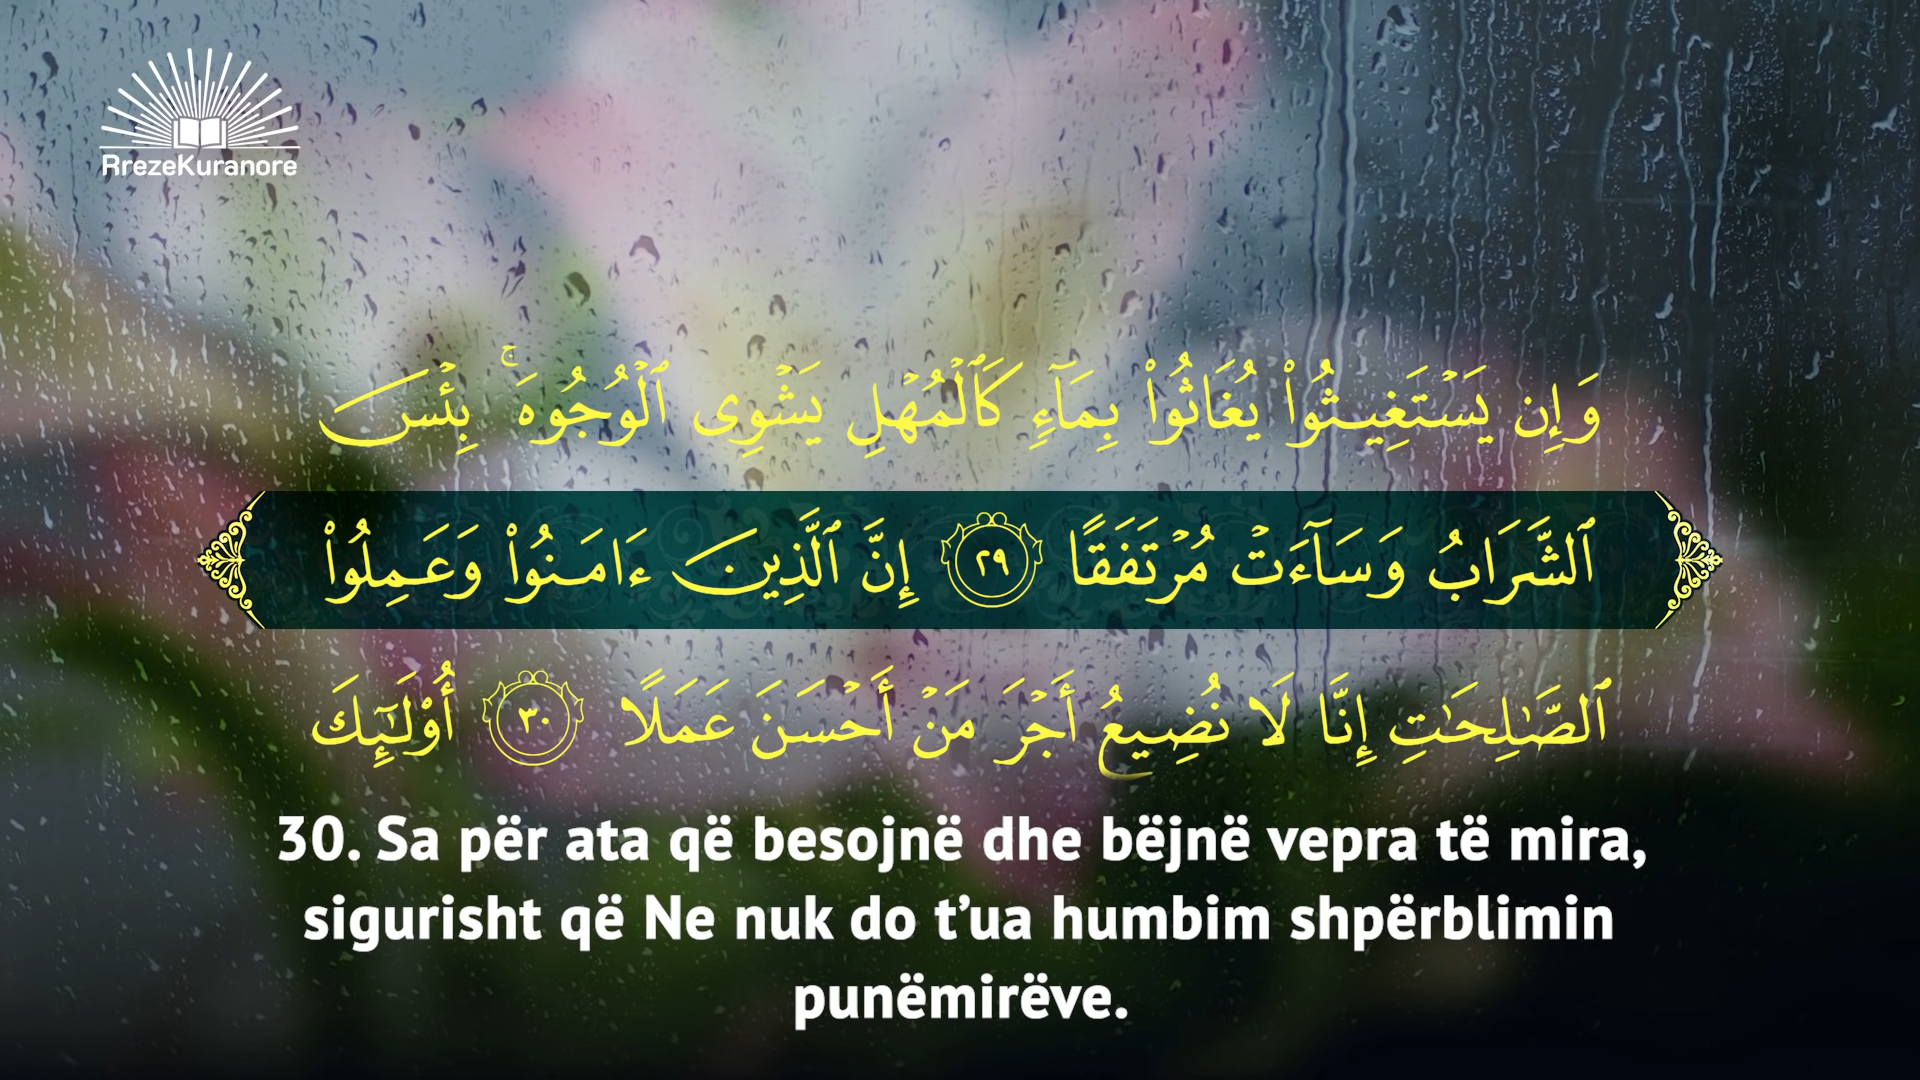 RrezeKuranore
وَإِن يَسْتَغِيثُوا۟ يُغَاثُوا۟ بِمَآءٍ كَٱلْمُهْلِ يَشْوِى ٱلْوُجُوهَ ۚ بِئْسَ
ٱلشَّرَابُ وَسَآءَتْ مُرْتَفَقًا ٢٩ إِنَّ ٱلَّذِينَ ءَامَنُوا۟ وَعَمِلُوا۟
ٱلصَّـٰلِحَـٰتِ إِنَّا لَا نُضِيعُ أَجْرَ مَنْ أَحْسَنَ عَمَلًا ٣٠ أُو۟لَـٰٓئِكَ
30. Sa për ata që besojnë dhe bëjnë vepra të mira,
sigurisht që Ne nuk do t’ua humbim shpërblimin
punëmirëve.